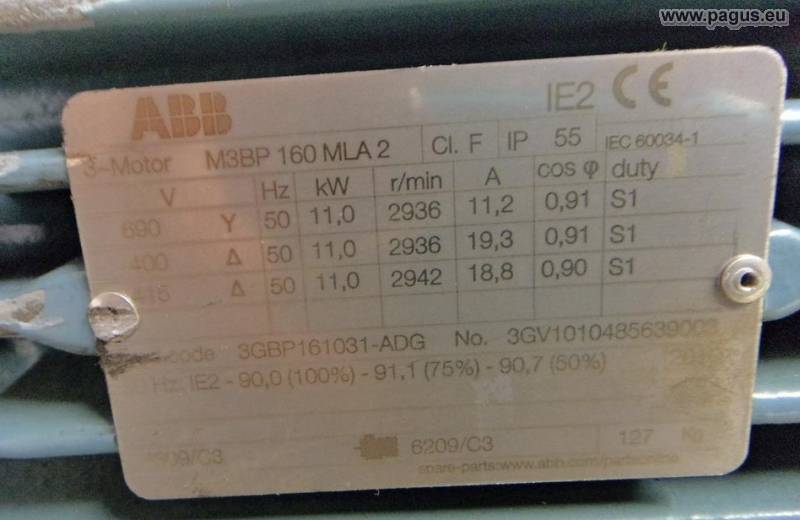 www.pagus.eu
ABB IE2 CE
3~Motor M3BP 160 MLA 2 Cl. F IP 55 IEC 60034-1
V Hz kW r/min A cos φ duty
690 Y 50 11,0 2936 11,2 0,91 S1
400 Δ 50 11,0 2936 19,3 0,91 S1
415 Δ 50 11,0 2942 18,8 0,90 S1
code 3GBP161031-ADG No. 3GV1010485639003
Hz: IE2 - 90,0 (100%) - 91,1 (75%) - 90,7 (50%)
6209/C3 6209/C3 127 Kg
spare-parts:www.abb.com/partsonline